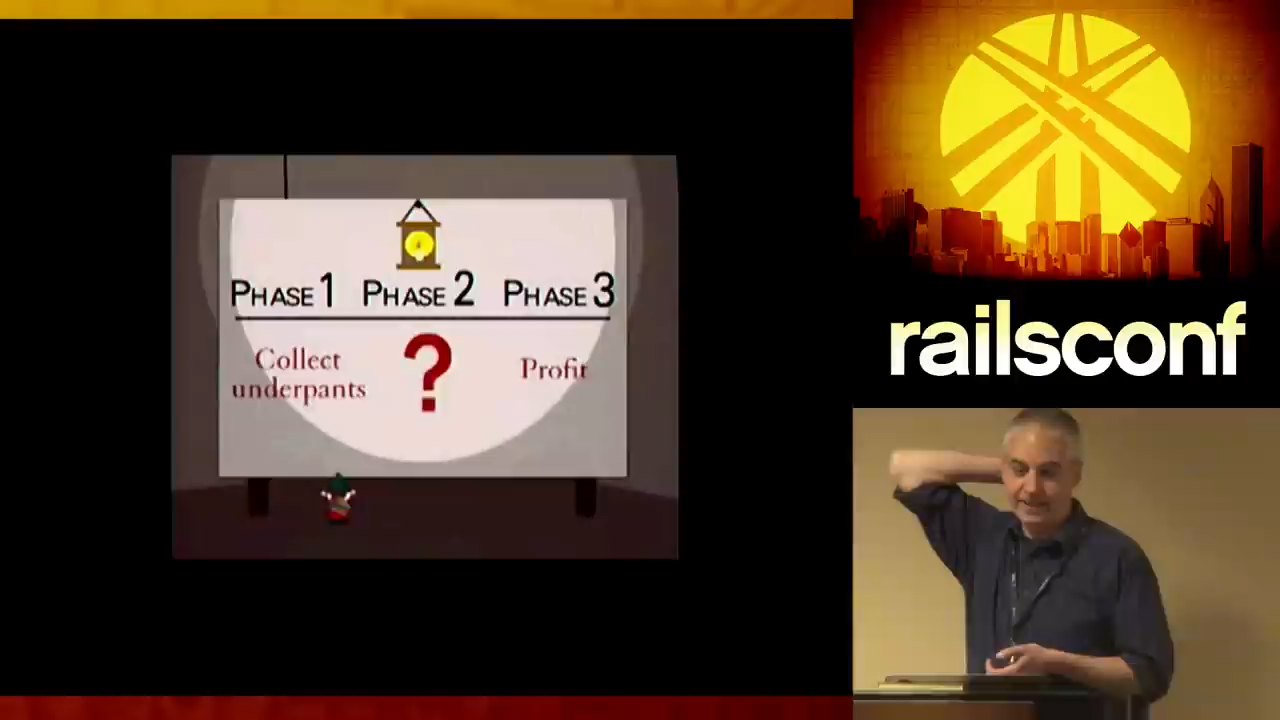 PHASE 1 PHASE 2 PHASE 3
Collect underpants
?
Profit
railsconf